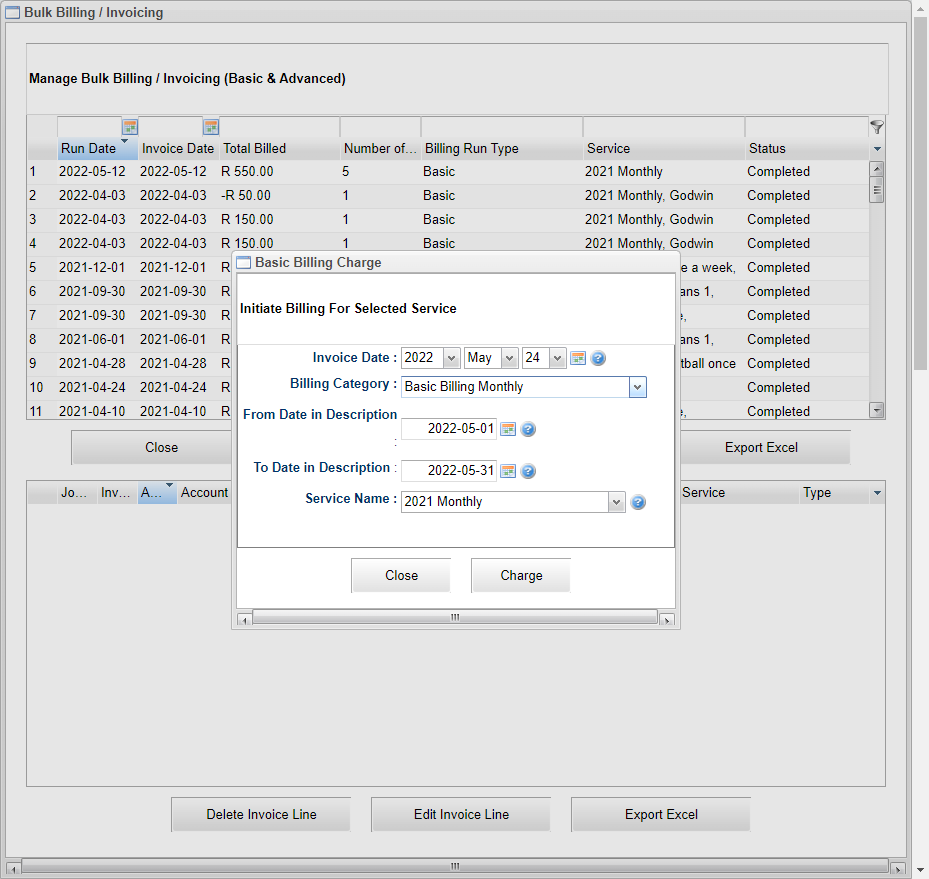 Bulk Billing / Invoicing
Manage Bulk Billing / Invoicing (Basic & Advanced)
Run Date Invoice Date Total Billed Number of... Billing Run Type Service Status
1 2022-05-12 2022-05-12 R 550.00 5 Basic 2021 Monthly Completed
2 2022-04-03 2022-04-03 -R 50.00 1 Basic 2021 Monthly, Godwin Completed
3 2022-04-03 2022-04-03 R 150.00 1 Basic 2021 Monthly, Godwin Completed
4 2022-04-03 2022-04-03 R 150.00 1 Basic 2021 Monthly, Godwin Completed
5 2021-12-01 2021-12-01 R e a week, Completed
6 2021-09-30 2021-09-30 R ans 1, Completed
7 2021-09-30 2021-09-30 R e, Completed
8 2021-06-01 2021-06-01 R ans 1, Completed
9 2021-04-28 2021-04-28 R tball once Completed
10 2021-04-24 2021-04-24 R Completed
11 2021-04-10 2021-04-10 R e, Completed
Close Export Excel
Jo... Inv... A... Account Service Type
Basic Billing Charge
Initiate Billing For Selected Service
Invoice Date : 2022 May 24
Billing Category : Basic Billing Monthly
From Date in Description
: 2022-05-01
To Date in Description : 2022-05-31
Service Name : 2021 Monthly
Close Charge
Delete Invoice Line Edit Invoice Line Export Excel